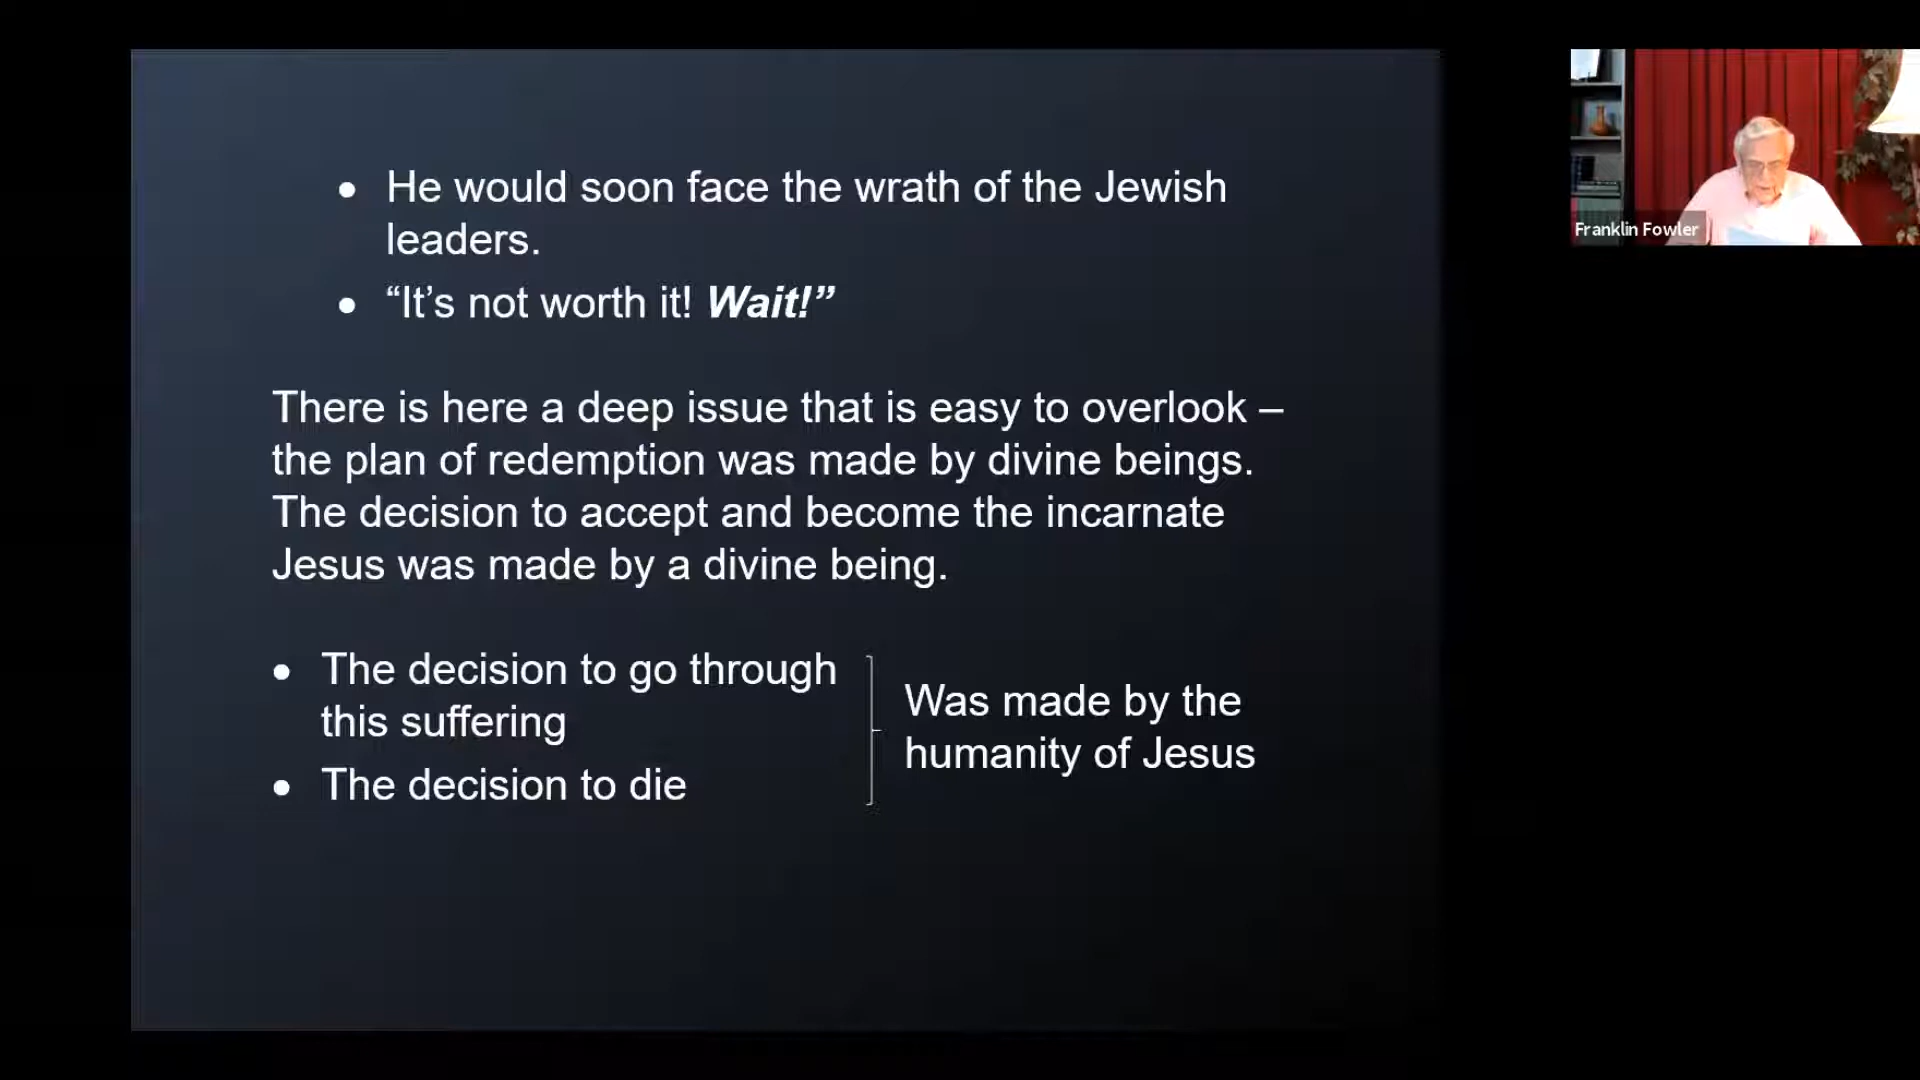 • He would soon face the wrath of the Jewish
leaders.
• “It’s not worth it! Wait!”
There is here a deep issue that is easy to overlook –
the plan of redemption was made by divine beings.
The decision to accept and become the incarnate
Jesus was made by a divine being.
• The decision to go through
this suffering
• The decision to die
Was made by the
humanity of Jesus
Franklin Fowler